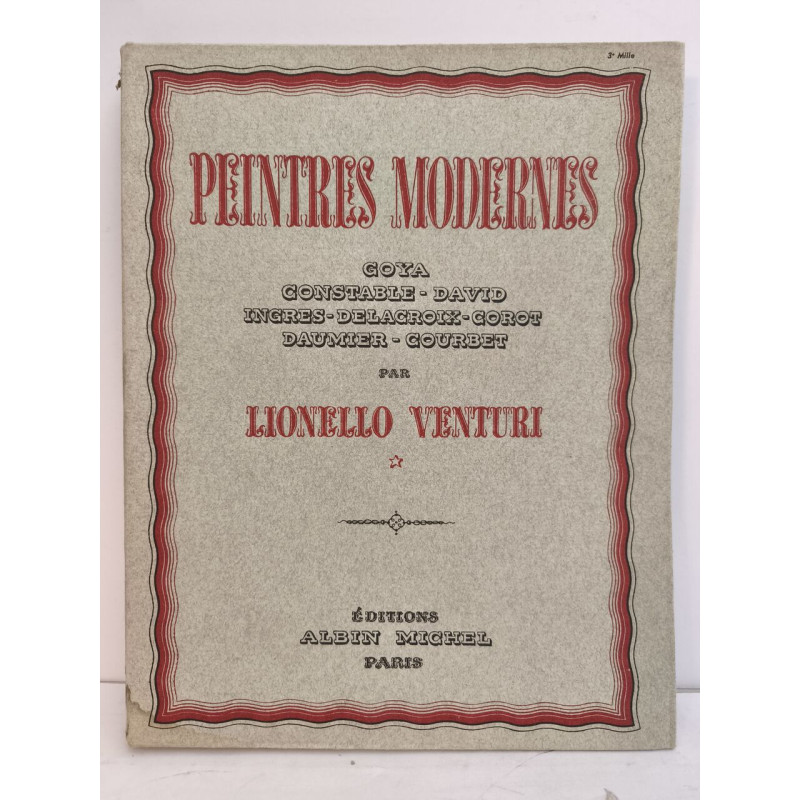 3e Mille
PEINTRES MODERNES
GOYA
CONSTABLE - DAVID
INGRES - DELACROIX - COROT
DAUMIER - COURBET
PAR
LIONELLO VENTURI
ÉDITIONS
ALBIN MICHEL
PARIS